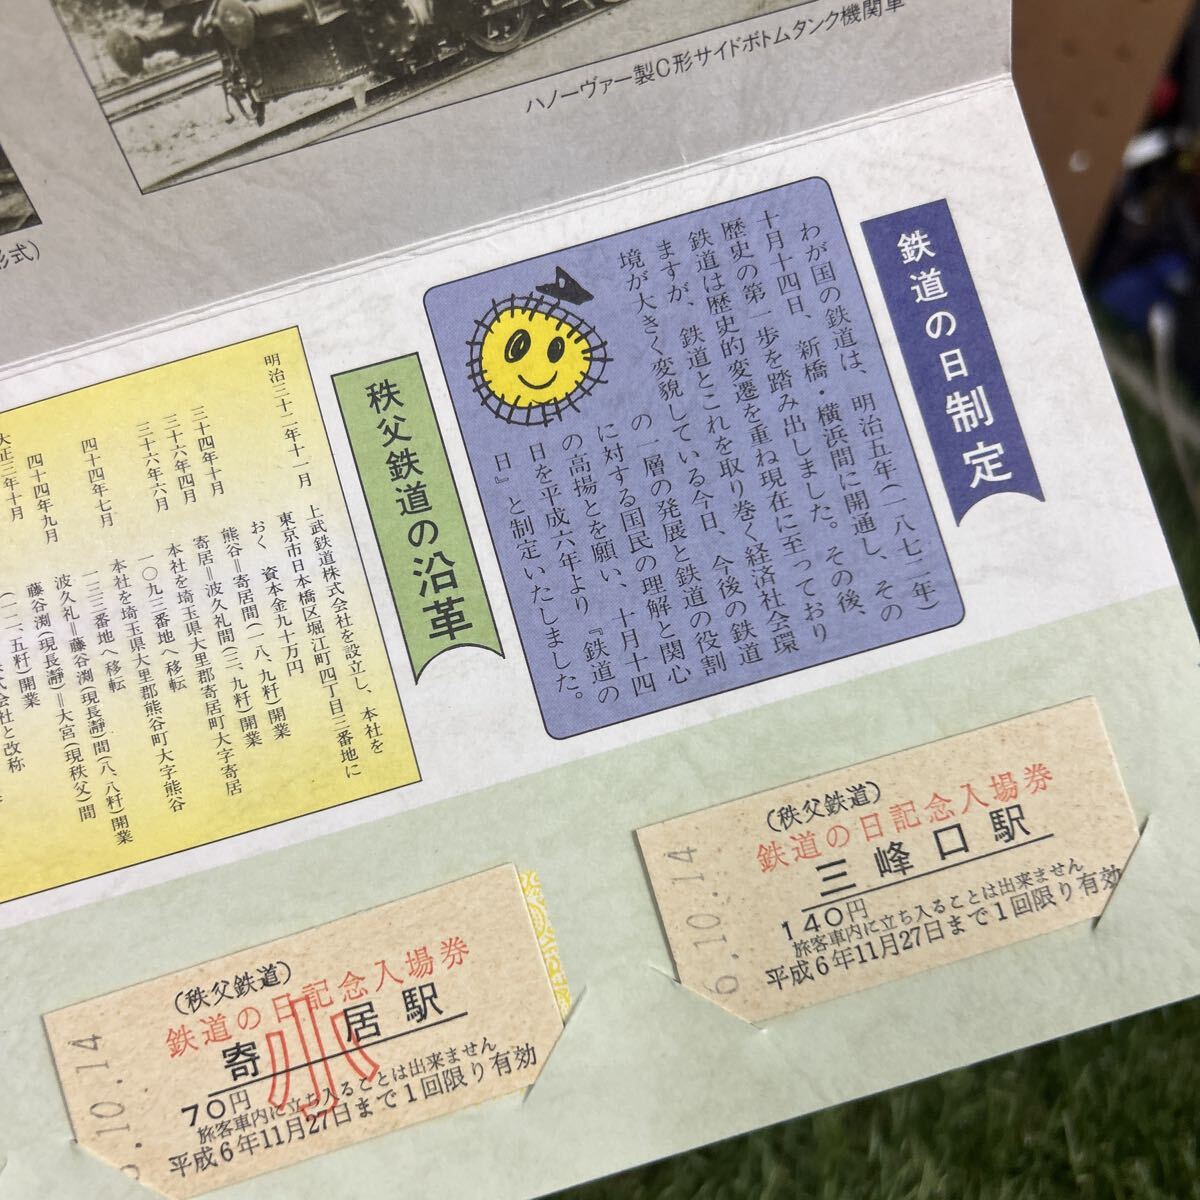 ハノーヴァー製C形サイドボトムタンク機関車
形式)
鉄道の日制定
わが国の鉄道は、明治五年(一八七二年)
十月十四日、新橋・横浜間に開通し、その
歴史の第一歩を踏み出しました。その後、
鉄道は歴史的変遷を重ね現在に至っており
ますが、鉄道とこれを取り巻く経済社会環
境が大きく変貌している今日、今後の鉄道
の一層の発展と鉄道の役割
に対する国民の理解と関心
の高揚とを願い、十月十四
日を平成六年より『鉄道の
日』と制定いたしました。
秩父鉄道の沿革
明治三十二年十一月 上武鉄道株式会社を設立し、本社を
東京市日本橋区堀江町四丁目三番地に
おく 資本金九十万円
三十四年十月 熊谷=寄居間(一八、九粁)開業
三十六年四月 寄居=波久礼間(三、九粁)開業
三十六年六月 本社を埼玉県大里郡寄居町大字寄居
一〇九三番地へ移転
四十四年七月 本社を埼玉県大里郡熊谷町大字熊谷
一三三番地へ移転
四十四年九月 波久礼=藤谷渕(現長瀞)間(八、八粁)開業
大正三年十月 藤谷渕(現長瀞)=大宮(現秩父)間
(一二、五粁)開業
式会社と改称
(秩父鉄道)
鉄道の日記念入場券
三峰口駅
140円
旅客車内に立ち入ることは出来ません
平成6年11月27日まで1回限り有効
6.10.14
(秩父鉄道)
鉄道の日記念入場券
寄居駅
小
70円
旅客車内に立ち入ることは出来ません
平成6年11月27日まで1回限り有効
6.10.14